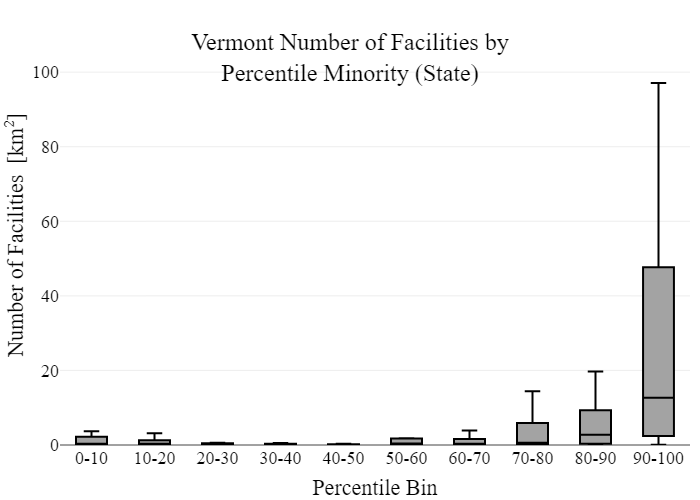 Vermont Number of Facilities by
Percentile Minority (State)
Number of Facilities [km²]
100
80
60
40
20
0
0-10 10-20 20-30 30-40 40-50 50-60 60-70 70-80 80-90 90-100
Percentile Bin